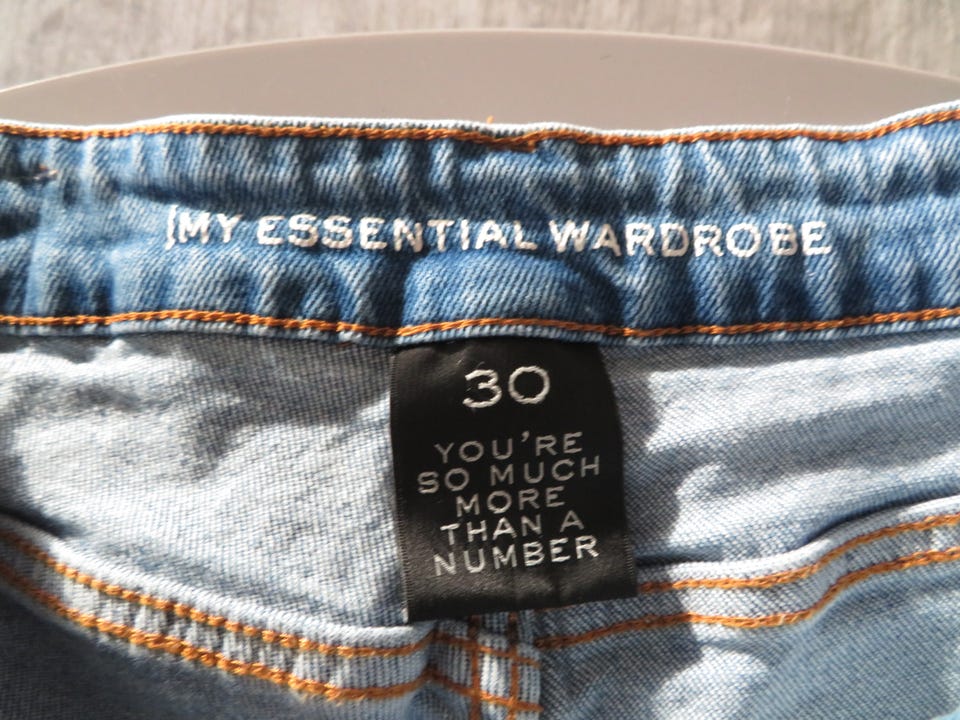 MY ESSENTIAL WARDROBE
30
YOU'RE
SO MUCH
MORE
THAN A
NUMBER